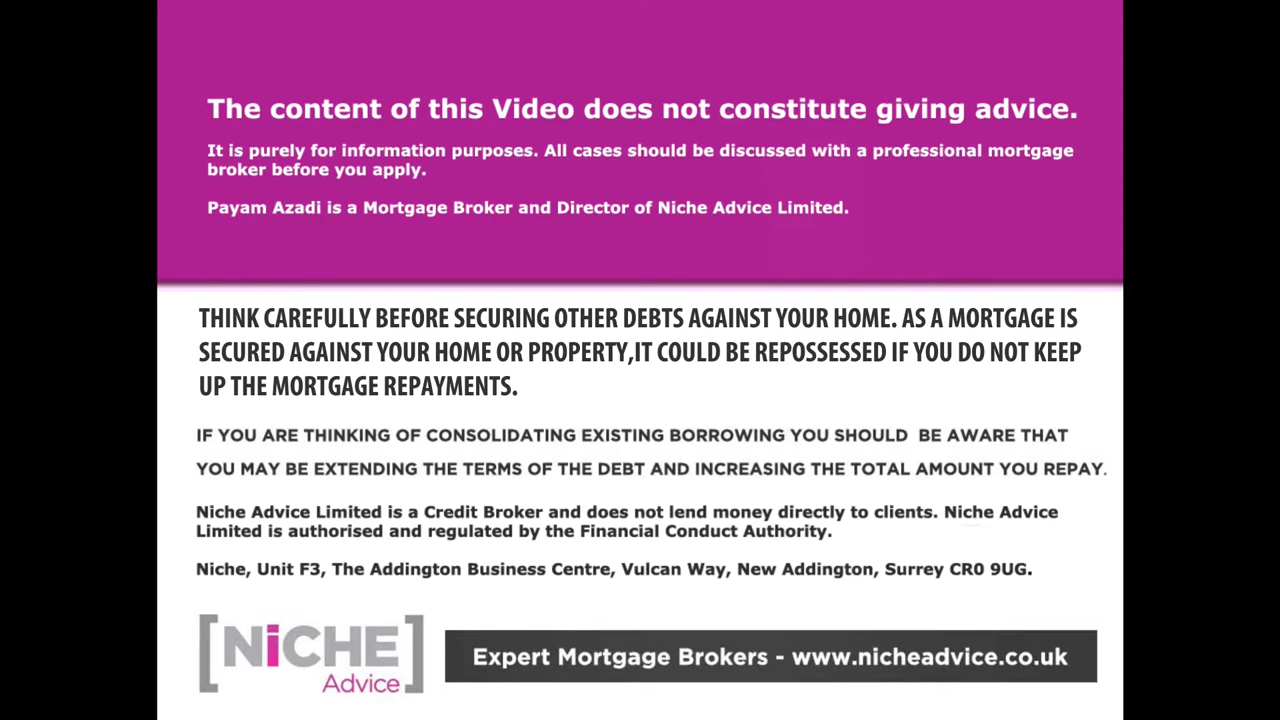 The content of this Video does not constitute giving advice.
It is purely for information purposes. All cases should be discussed with a professional mortgage
broker before you apply.
Payam Azadi is a Mortgage Broker and Director of Niche Advice Limited.
THINK CAREFULLY BEFORE SECURING OTHER DEBTS AGAINST YOUR HOME. AS A MORTGAGE IS
SECURED AGAINST YOUR HOME OR PROPERTY,IT COULD BE REPOSSESSED IF YOU DO NOT KEEP
UP THE MORTGAGE REPAYMENTS.
IF YOU ARE THINKING OF CONSOLIDATING EXISTING BORROWING YOU SHOULD BE AWARE THAT
YOU MAY BE EXTENDING THE TERMS OF THE DEBT AND INCREASING THE TOTAL AMOUNT YOU REPAY.
Niche Advice Limited is a Credit Broker and does not lend money directly to clients. Niche Advice
Limited is authorised and regulated by the Financial Conduct Authority.
Niche, Unit F3, The Addington Business Centre, Vulcan Way, New Addington, Surrey CR0 9UG.
[NiCHE
Advice]
Expert Mortgage Brokers - www.nicheadvice.co.uk